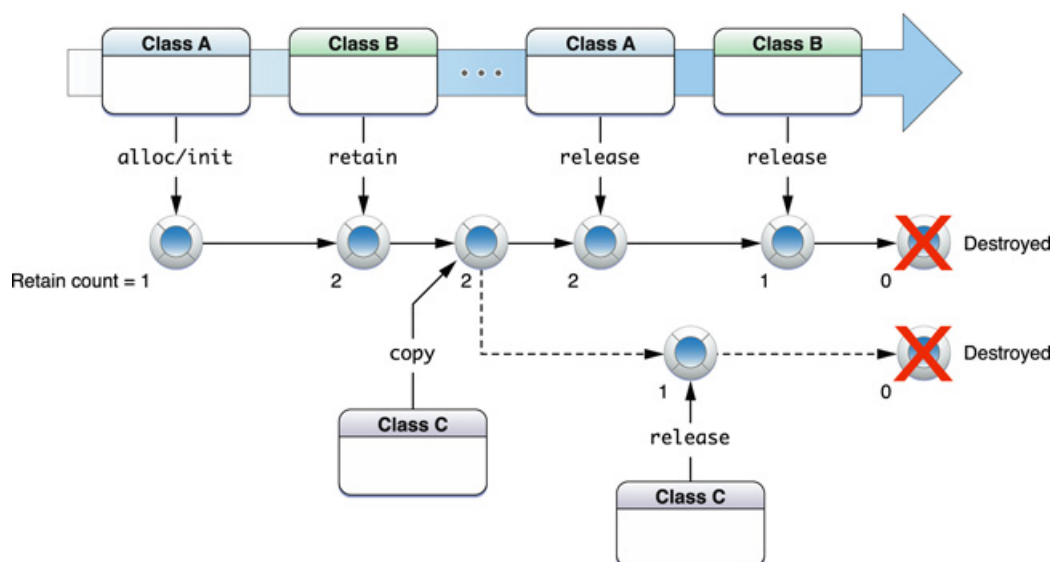 Class A
Class B
• • •
Class A
Class B
alloc/init
retain
release
release
Destroyed
Retain count = 1
2
2
2
1
0
copy
Destroyed
1
0
Class C
release
Class C